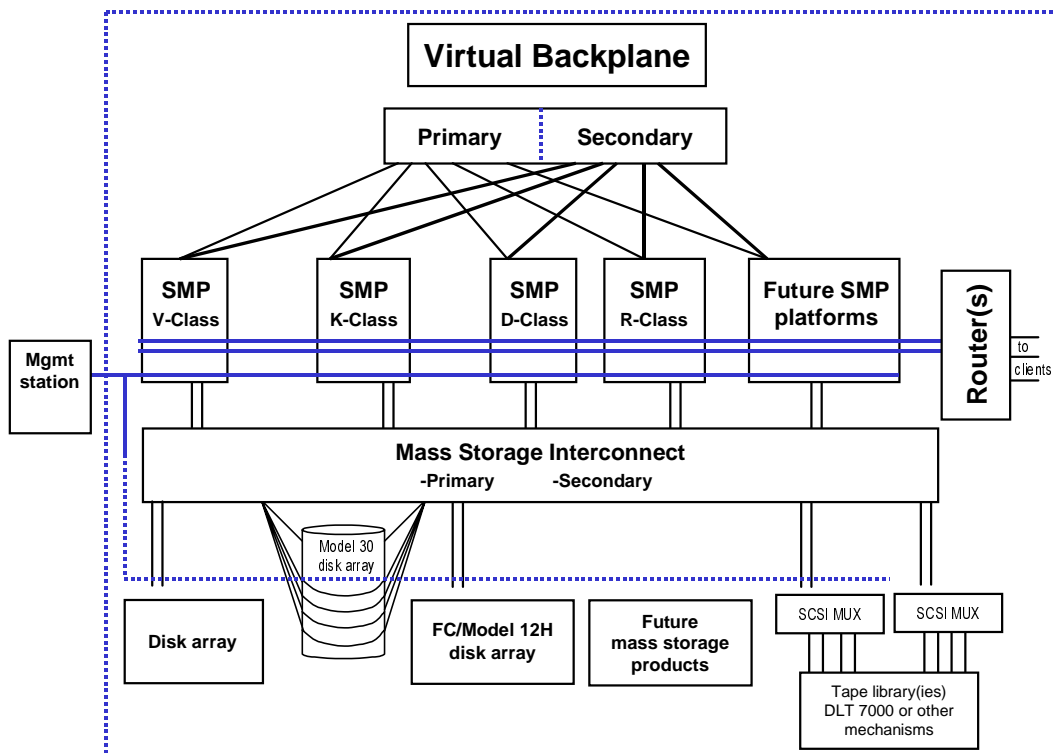 Virtual Backplane
Primary
Secondary
SMP
V-Class
SMP
K-Class
SMP
D-Class
SMP
R-Class
Future SMP
platforms
Router(s)
to
clients
Mgmt
station
Mass Storage Interconnect
-Primary
-Secondary
Model 30
disk array
Disk array
FC/Model 12H
disk array
Future
mass storage
products
SCSI MUX
SCSI MUX
Tape library(ies)
DLT 7000 or other
mechanisms